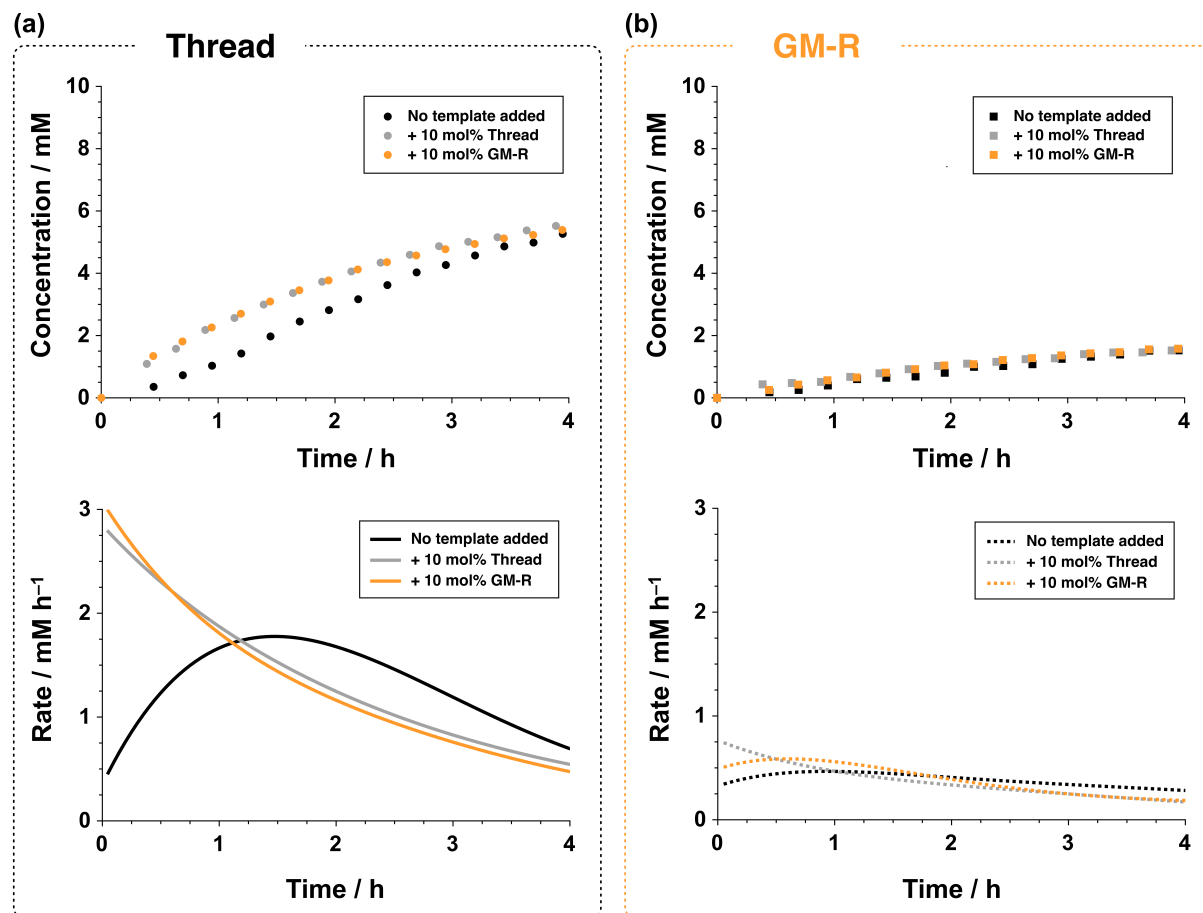 (a)
Thread
10
8
6
4
2
0
Concentration / mM
No template added
+ 10 mol% Thread
+ 10 mol% GM-R
0 1 2 3 4
Time / h
3
2
1
0
Rate / mM h⁻¹
No template added
+ 10 mol% Thread
+ 10 mol% GM-R
0 1 2 3 4
Time / h
(b)
GM-R
10
8
6
4
2
0
Concentration / mM
No template added
+ 10 mol% Thread
+ 10 mol% GM-R
0 1 2 3 4
Time / h
3
2
1
0
Rate / mM h⁻¹
No template added
+ 10 mol% Thread
+ 10 mol% GM-R
0 1 2 3 4
Time / h